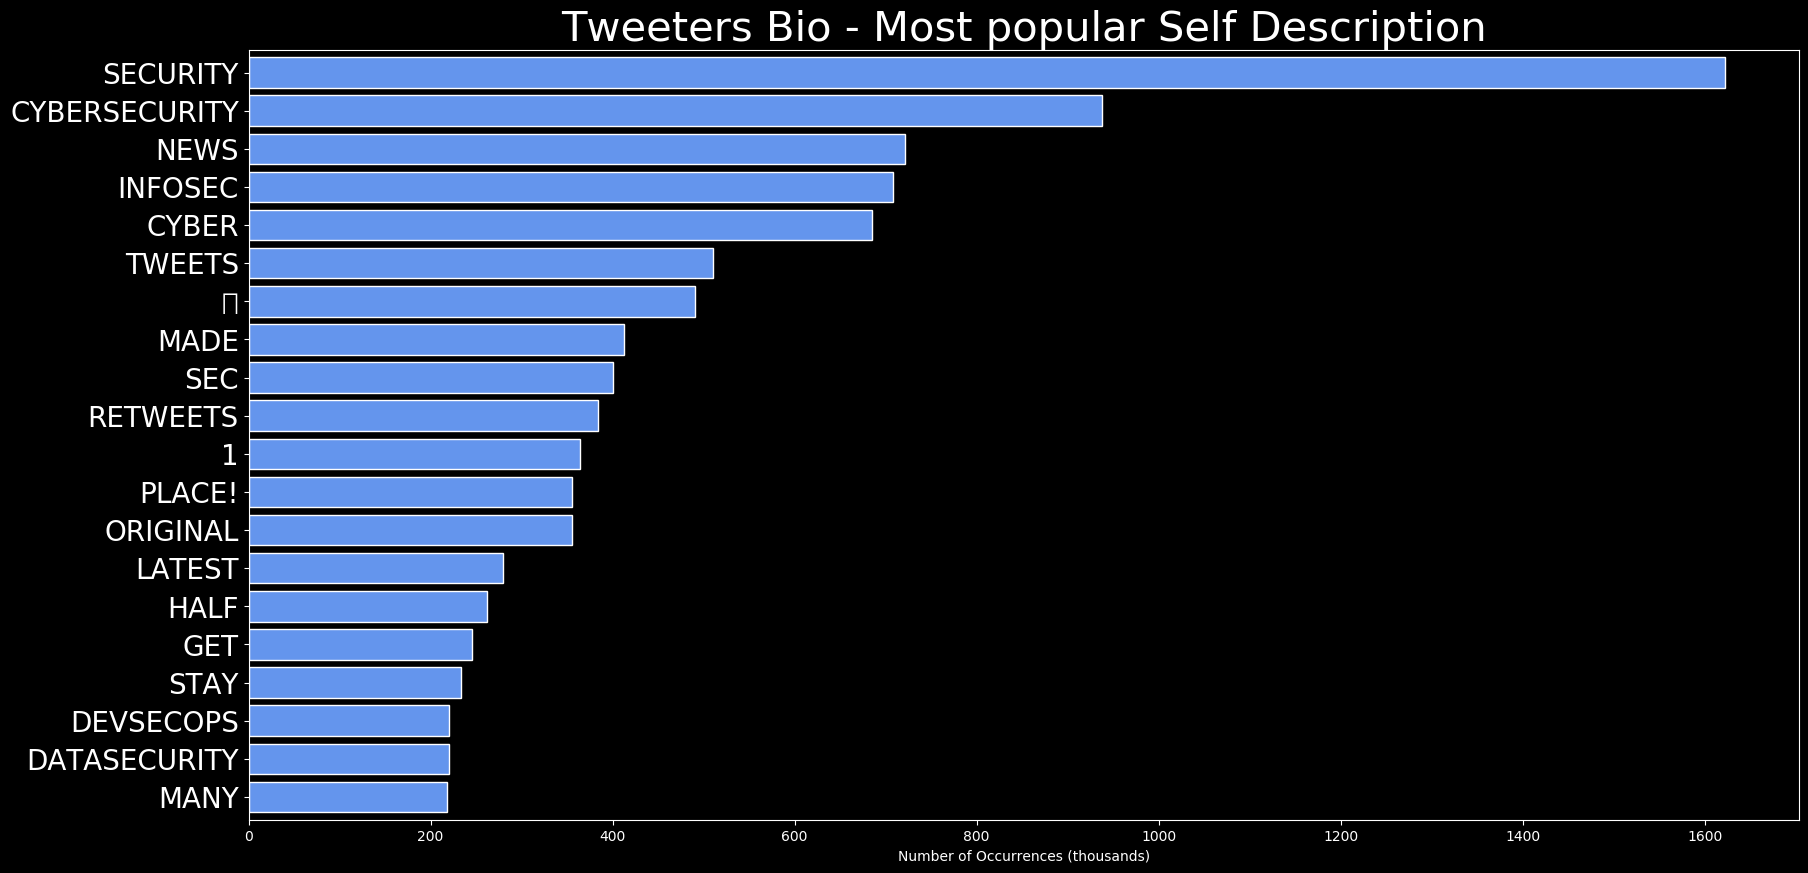 Tweeters Bio - Most popular Self Description
SECURITY
CYBERSECURITY
NEWS
INFOSEC
CYBER
TWEETS
MADE
SEC
RETWEETS
1
PLACE!
ORIGINAL
LATEST
HALF
GET
STAY
DEVSECOPS
DATASECURITY
MANY
0 200 400 600 800 1000 1200 1400 1600
Number of Occurrences (thousands)